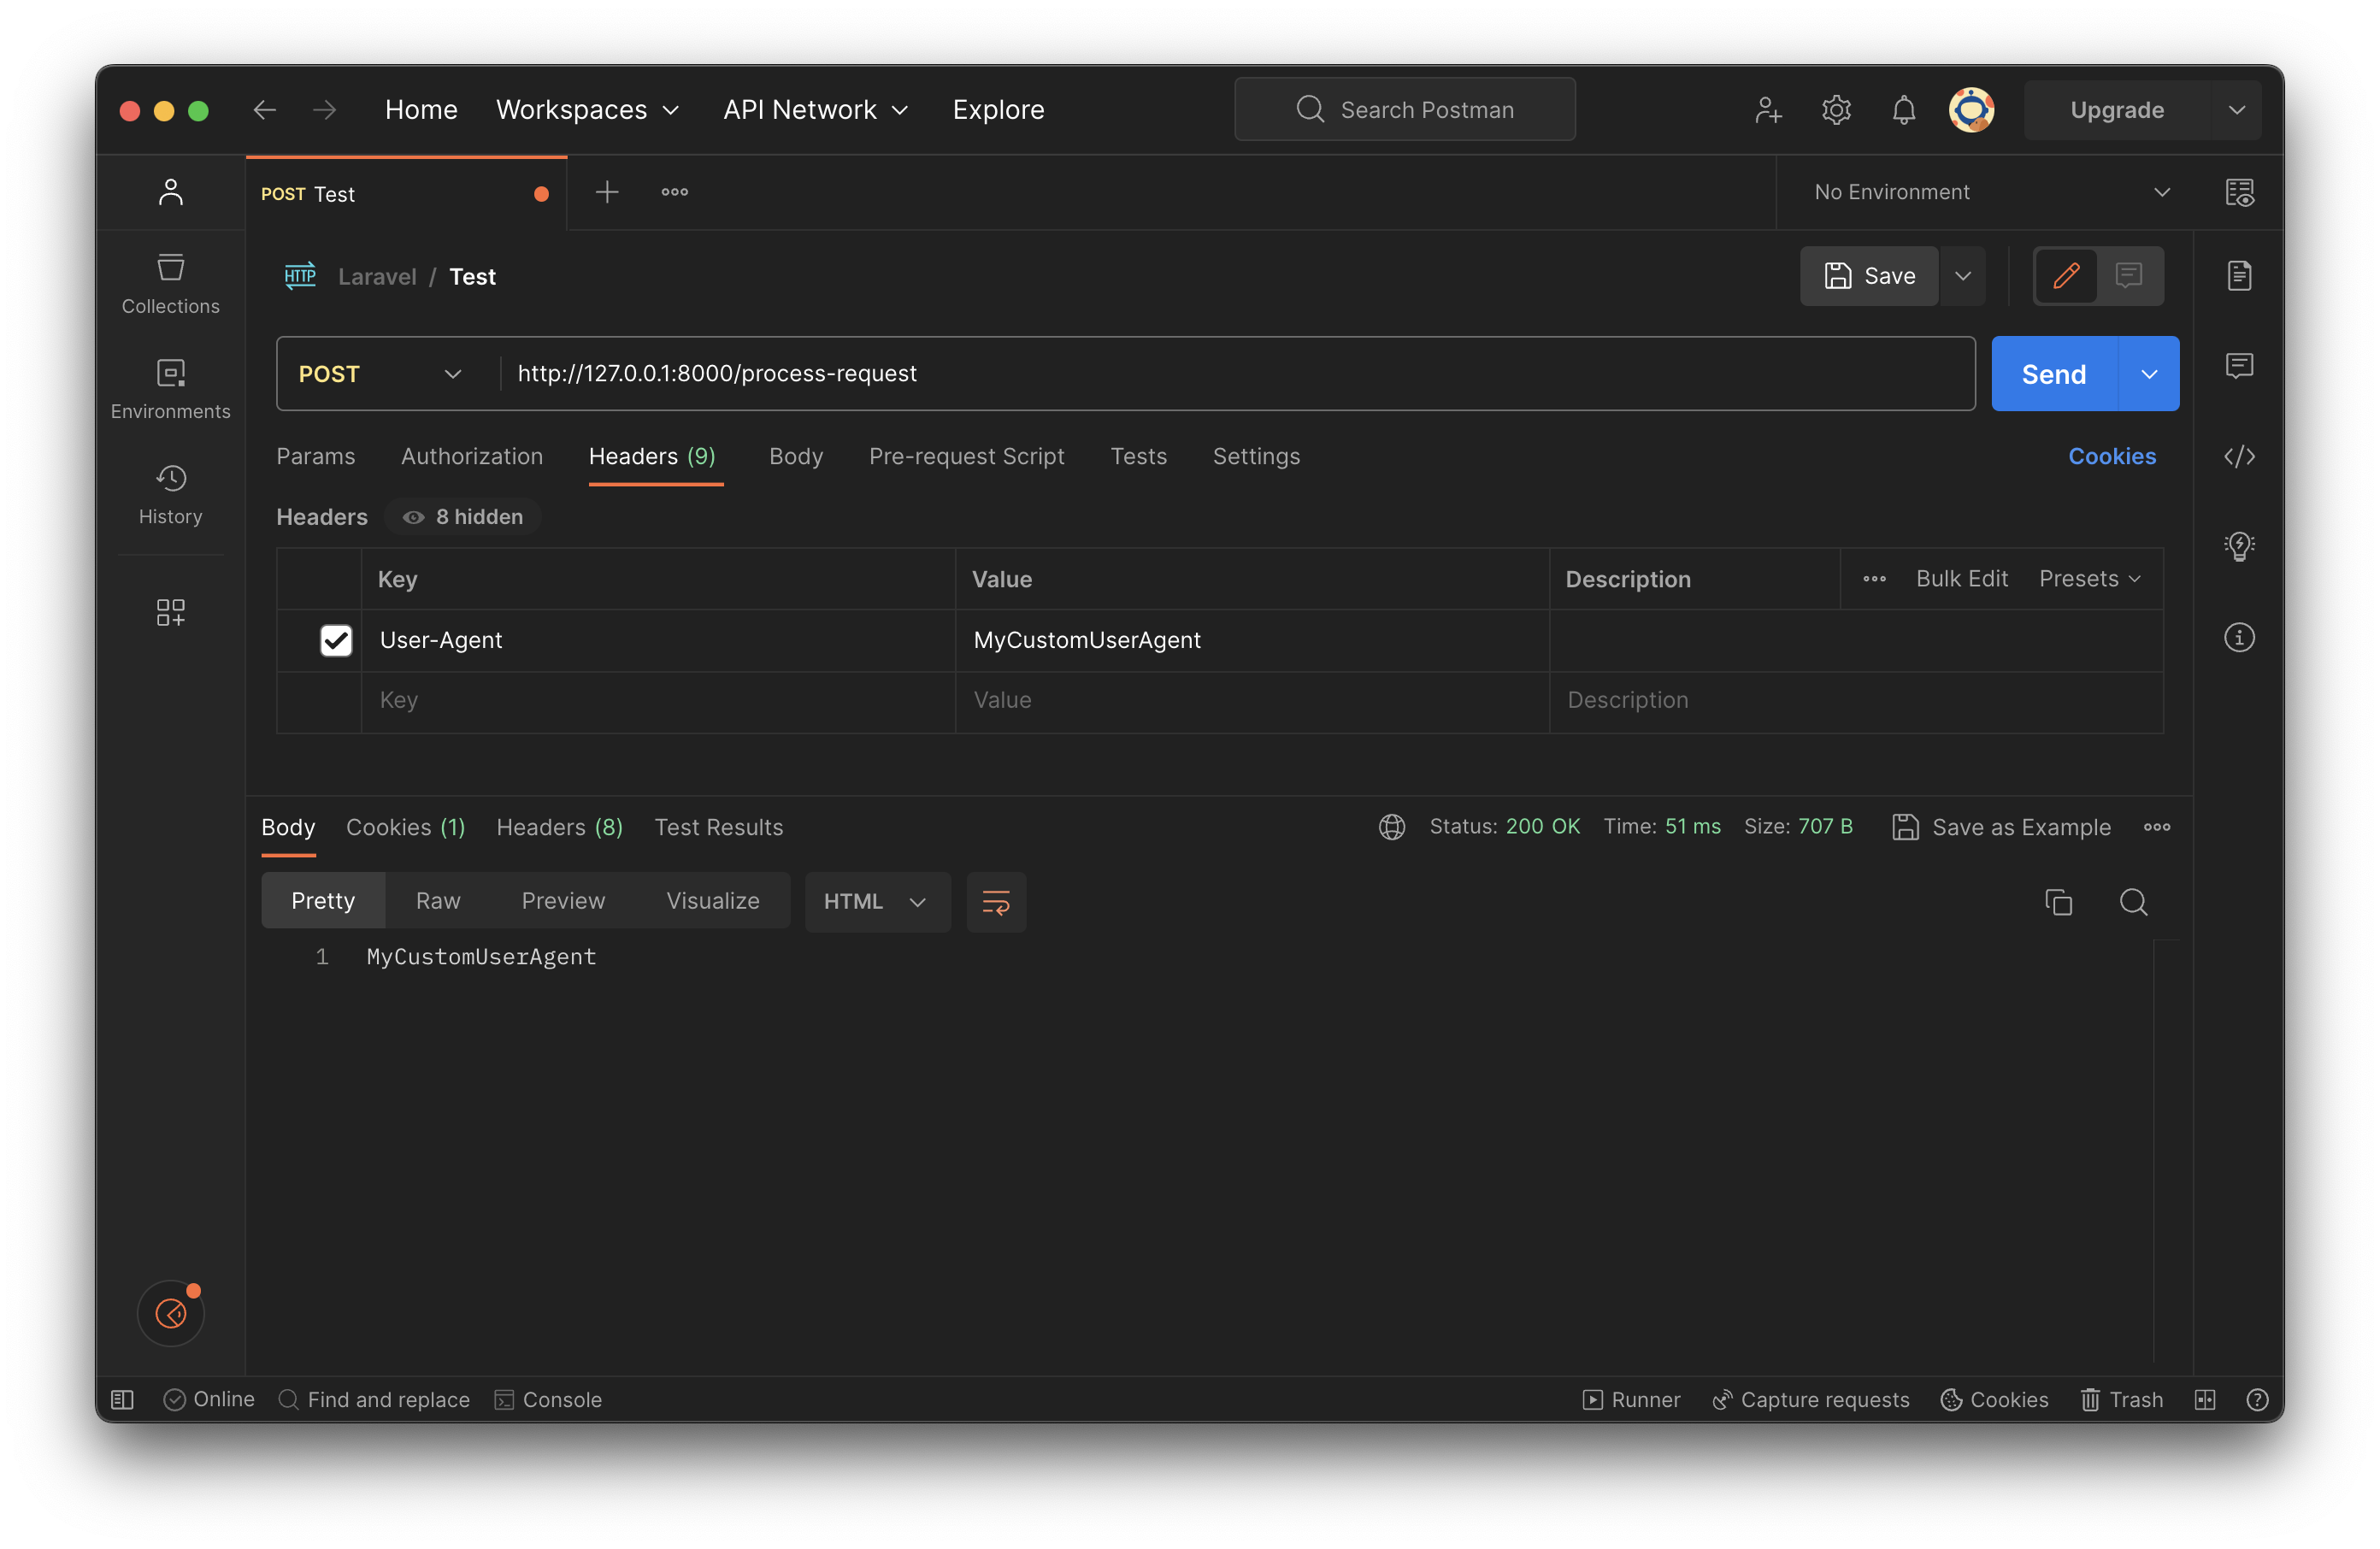 Home Workspaces API Network Explore Search Postman Upgrade
POST Test No Environment
HTTP Laravel / Test Save
Collections
POST http://127.0.0.1:8000/process-request Send
Environments
Params Authorization Headers (9) Body Pre-request Script Tests Settings Cookies
History
Headers 8 hidden
Key Value Description Bulk Edit Presets
User-Agent MyCustomUserAgent
Key Value Description
Body Cookies (1) Headers (8) Test Results Status: 200 OK Time: 51 ms Size: 707 B Save as Example
Pretty Raw Preview Visualize HTML
1 MyCustomUserAgent
Online Find and replace Console Runner Capture requests Cookies Trash